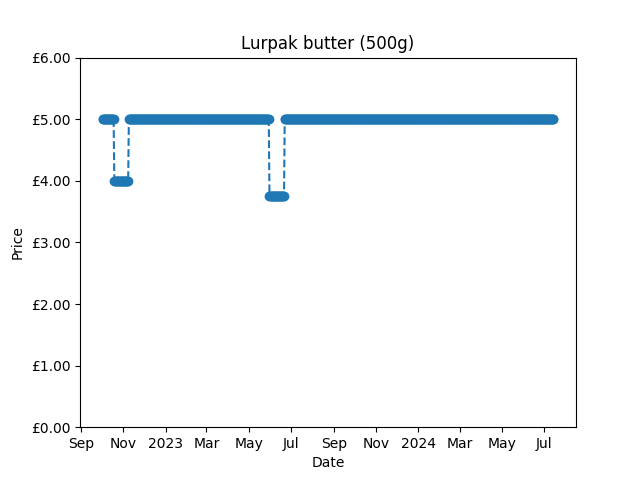 Lurpak butter (500g)
£6.00
£5.00
£4.00
£3.00
£2.00
£1.00
£0.00
Price
Sep Nov 2023 Mar May Jul Sep Nov 2024 Mar May Jul
Date